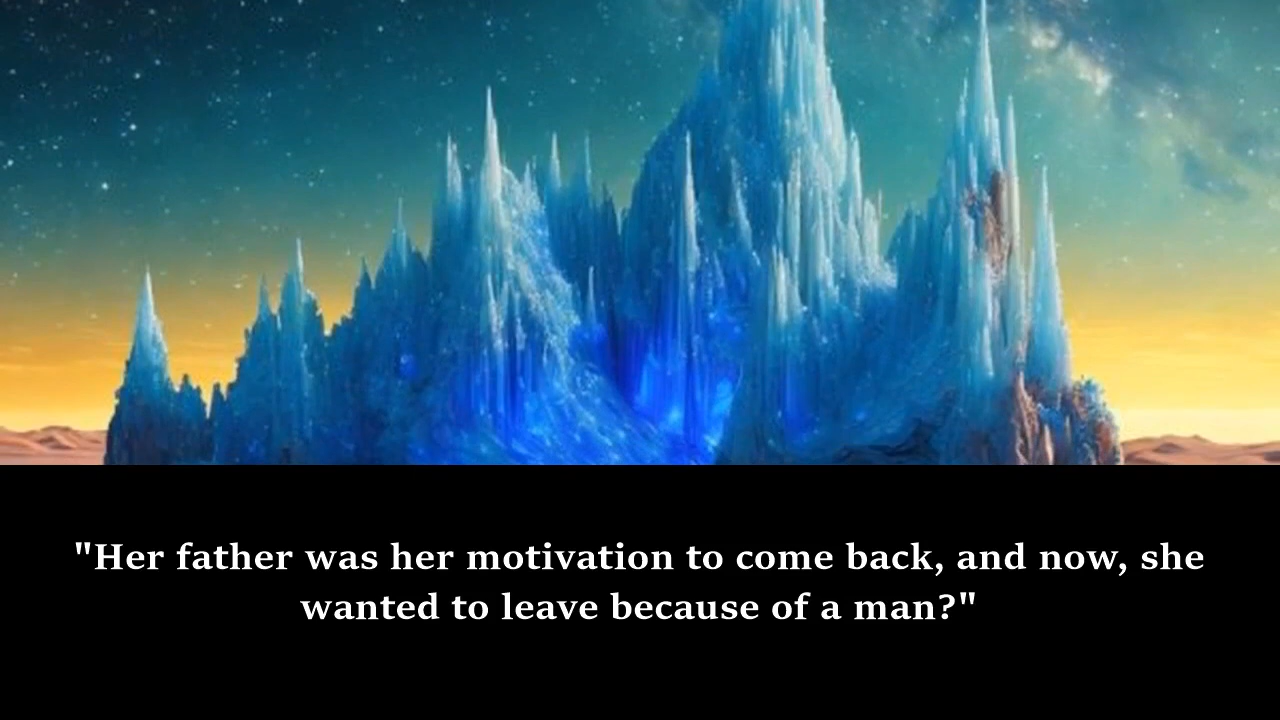 "Her father was her motivation to come back, and now, she
wanted to leave because of a man?"